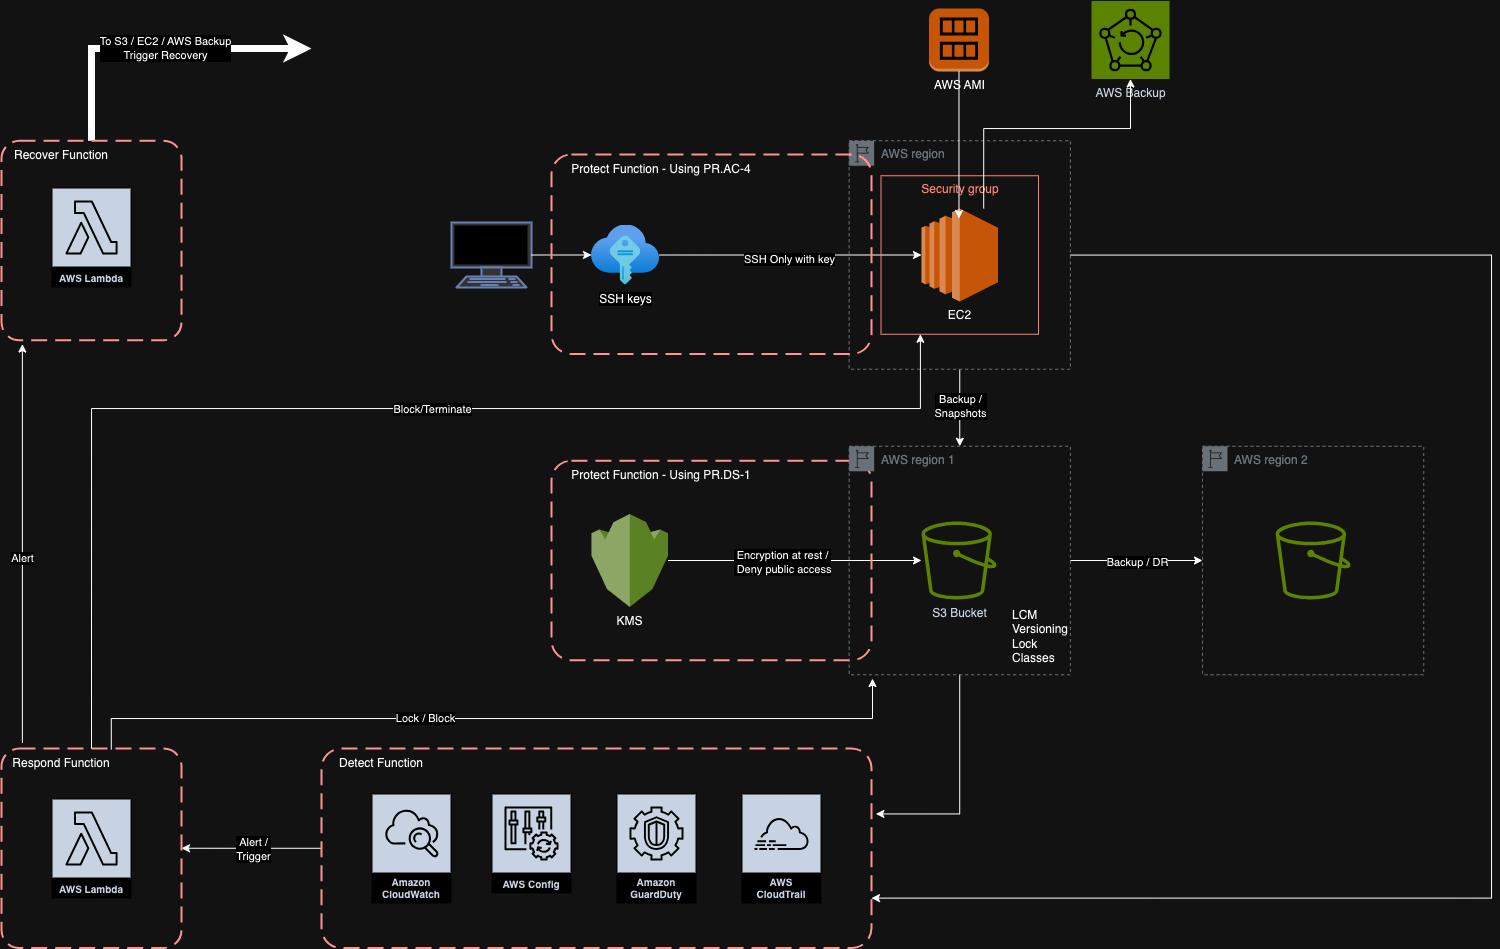 To S3 / EC2 / AWS Backup
Trigger Recovery
AWS AMI
AWS Backup
Recover Function
AWS Lambda
Protect Function - Using PR.AC-4
SSH keys
SSH Only with key
AWS region
Security group
EC2
Block/Terminate
Backup /
Snapshots
Protect Function - Using PR.DS-1
KMS
Encryption at rest /
Deny public access
AWS region 1
S3 Bucket
LCM
Versioning
Lock
Classes
Backup / DR
AWS region 2
Alert
Lock / Block
Respond Function
AWS Lambda
Alert /
Trigger
Detect Function
Amazon
CloudWatch
AWS Config
Amazon
GuardDuty
AWS
CloudTrail